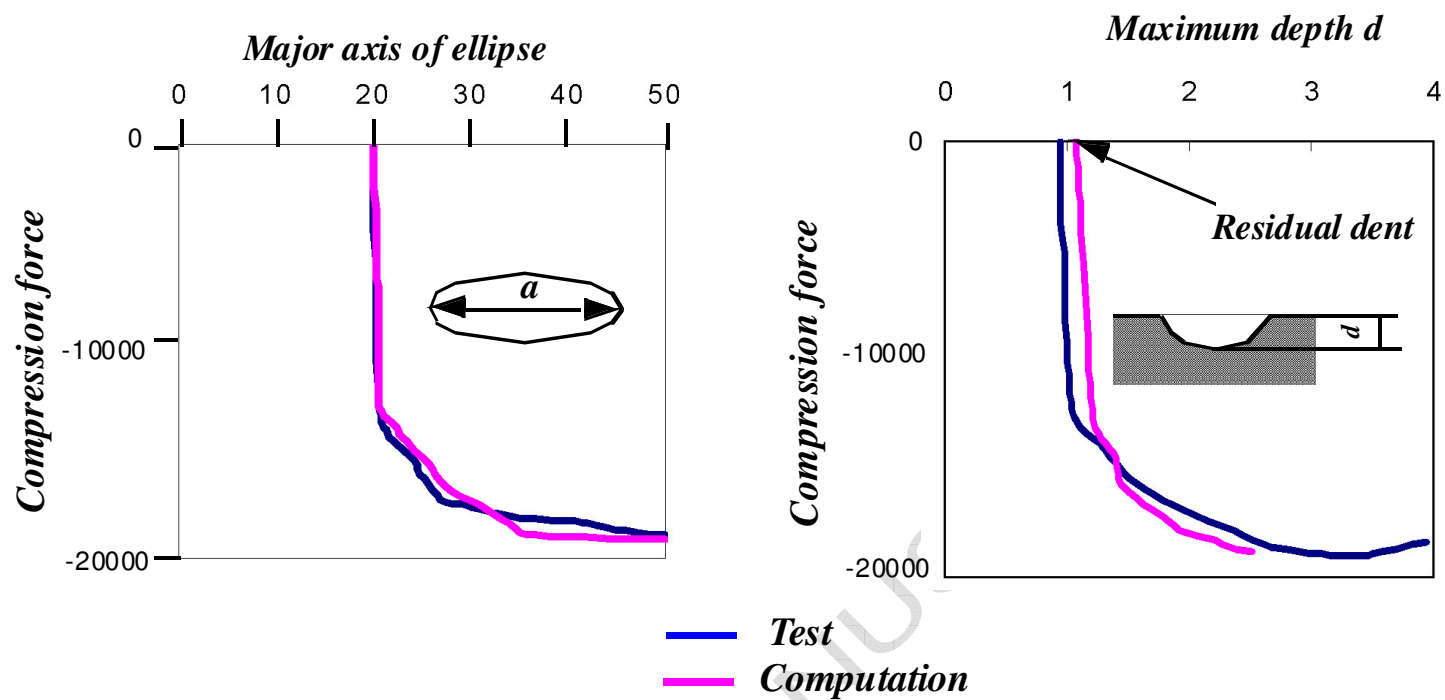 Major axis of ellipse
0 10 20 30 40 50
0
-10000
-20000
Compression force
a
Maximum depth d
0 1 2 3 4
0
-10000
-20000
Compression force
Residual dent
d
Test
Computation